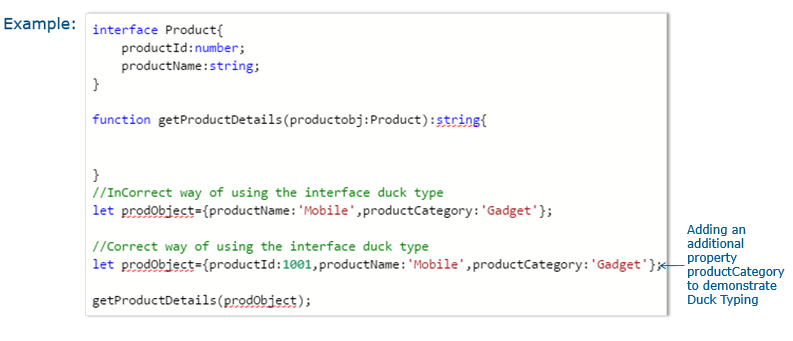 Example:
interface Product{
productId:number;
productName:string;
}
function getProductDetails(productobj:Product):string{
}
//InCorrect way of using the interface duck type
let prodObject={productName:'Mobile',productCategory:'Gadget'};
//Correct way of using the interface duck type
let prodObject={productId:1001,productName:'Mobile',productCategory:'Gadget'};
getProductDetails(prodObject);
Adding an
additional
property
productCategory
to demonstrate
Duck Typing